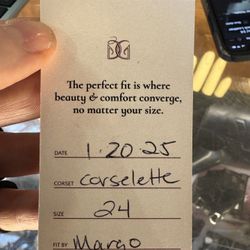 The perfect fit is where
beauty & comfort converge,
no matter your size.
DATE 1.20.25
CORSET Corselette
SIZE 24
FIT BY Margo